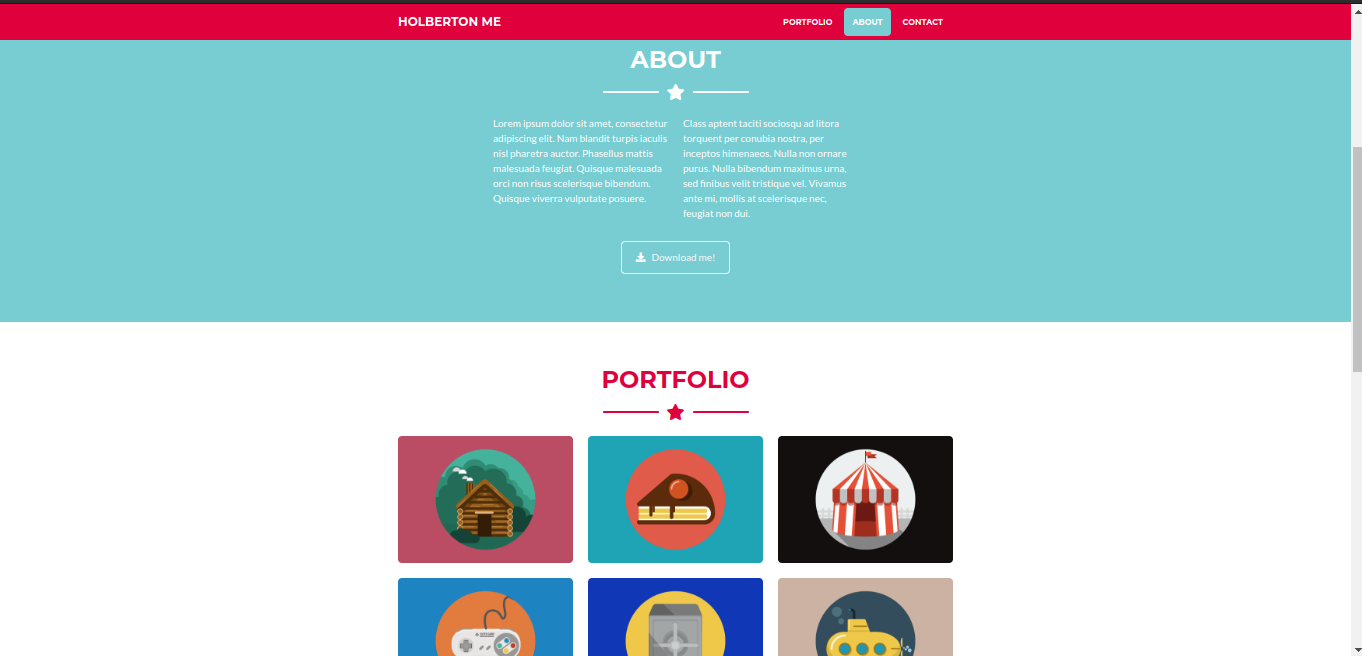 HOLBERTON ME
PORTFOLIO
ABOUT
CONTACT
ABOUT
Lorem ipsum dolor sit amet, consectetur
adipiscing elit. Nam blandit turpis iaculis
nisl pharetra auctor. Phasellus mattis
malesuada feugiat. Quisque malesuada
orci non risus scelerisque bibendum.
Quisque viverra vulputate posuere.
Class aptent taciti sociosqu ad litora
torquent per conubia nostra, per
inceptos himenaeos. Nulla non ornare
purus. Nulla bibendum maximus urna,
sed finibus velit tristique vel. Vivamus
ante mi, mollis at scelerisque nec,
feugiat non dui.
Download me!
PORTFOLIO